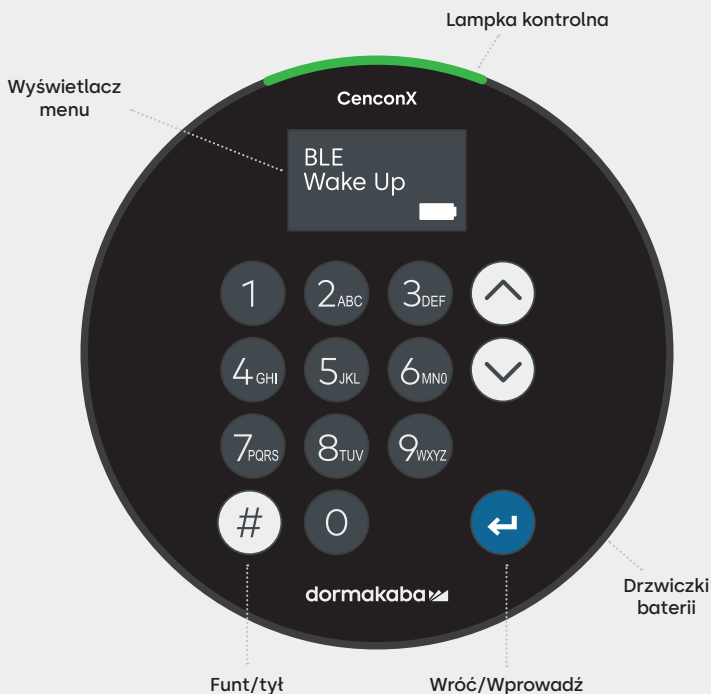 Lampka kontrolna
Wyświetlacz
menu
CenconX
BLE
Wake Up
1 2ABC 3DEF
4GHI 5JKL 6MNO
7PQRS 8TUV 9WXYZ
# 0
dormakaba
Drzwiczki
baterii
Funt/tył Wróć/Wprowadź